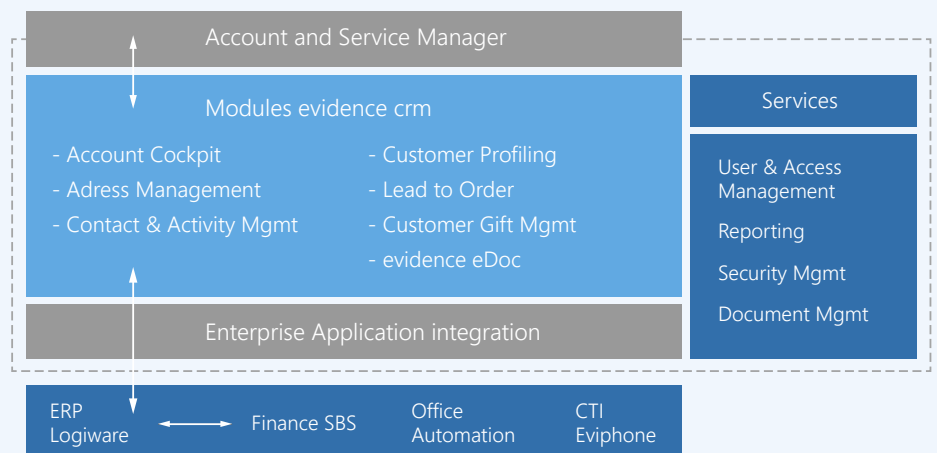 Account and Service Manager
Modules evidence crm
- Account Cockpit
- Adress Management
- Contact & Activity Mgmt
- Customer Profiling
- Lead to Order
- Customer Gift Mgmt
- evidence eDoc
Enterprise Application integration
Services
User & Access
Management
Reporting
Security Mgmt
Document Mgmt
ERP
Logiware
Finance SBS
Office
Automation
CTI
Eviphone